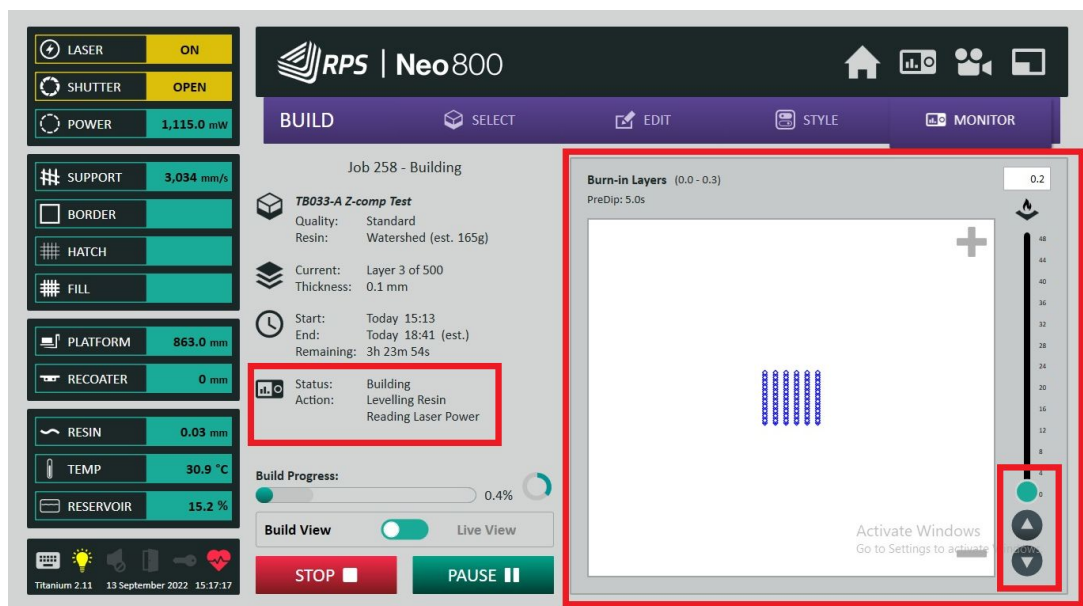 LASER ON
SHUTTER OPEN
POWER 1,115.0 mW
SUPPORT 3,034 mm/s
BORDER
HATCH
FILL
PLATFORM 863.0 mm
RECOATER 0 mm
RESIN 0.03 mm
TEMP 30.9 °C
RESERVOIR 15.2 %
Titanium 2.11 13 September 2022 15:17:17
RPS | Neo800
BUILD SELECT EDIT STYLE MONITOR
Job 258 - Building
TB033-A Z-comp Test
Quality: Standard
Resin: Watershed (est. 165g)
Current: Layer 3 of 500
Thickness: 0.1 mm
Start: Today 15:13
End: Today 18:41 (est.)
Remaining: 3h 23m 54s
Status: Building
Action: Levelling Resin
Reading Laser Power
Build Progress:
0.4%
Build View Live View
STOP PAUSE
Burn-in Layers (0.0 - 0.3) 0.2
PreDip: 5.0s
48
44
40
36
32
28
24
20
16
12
8
4
0
Activate Windows
Go to Settings to activate Windows.